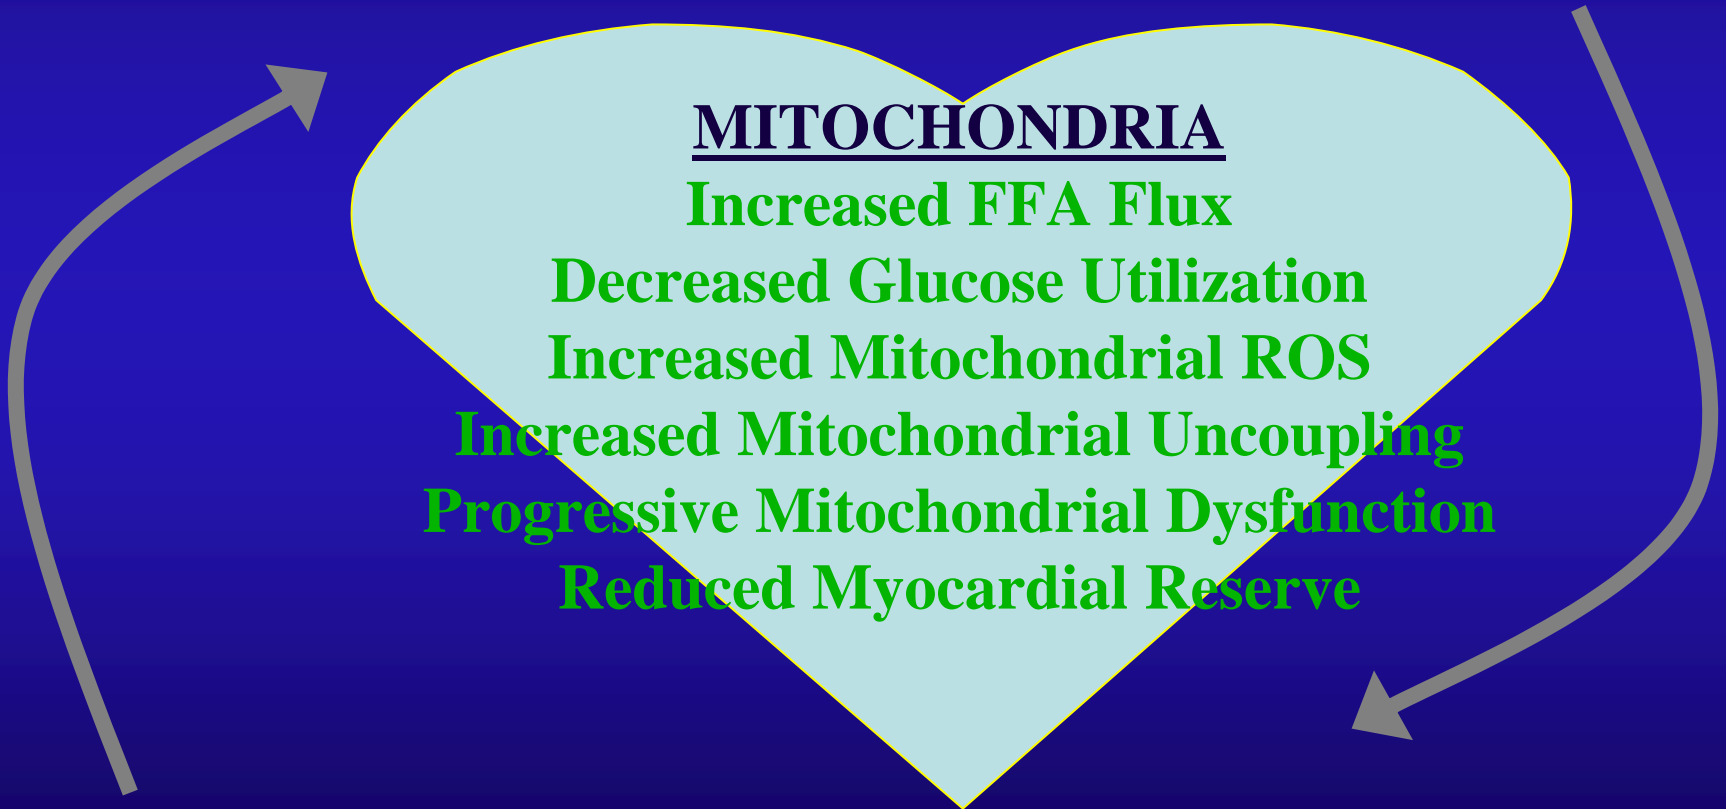 MITOCHONDRIA
Increased FFA Flux
Decreased Glucose Utilization
Increased Mitochondrial ROS
Increased Mitochondrial Uncoupling
Progressive Mitochondrial Dysfunction
Reduced Myocardial Reserve